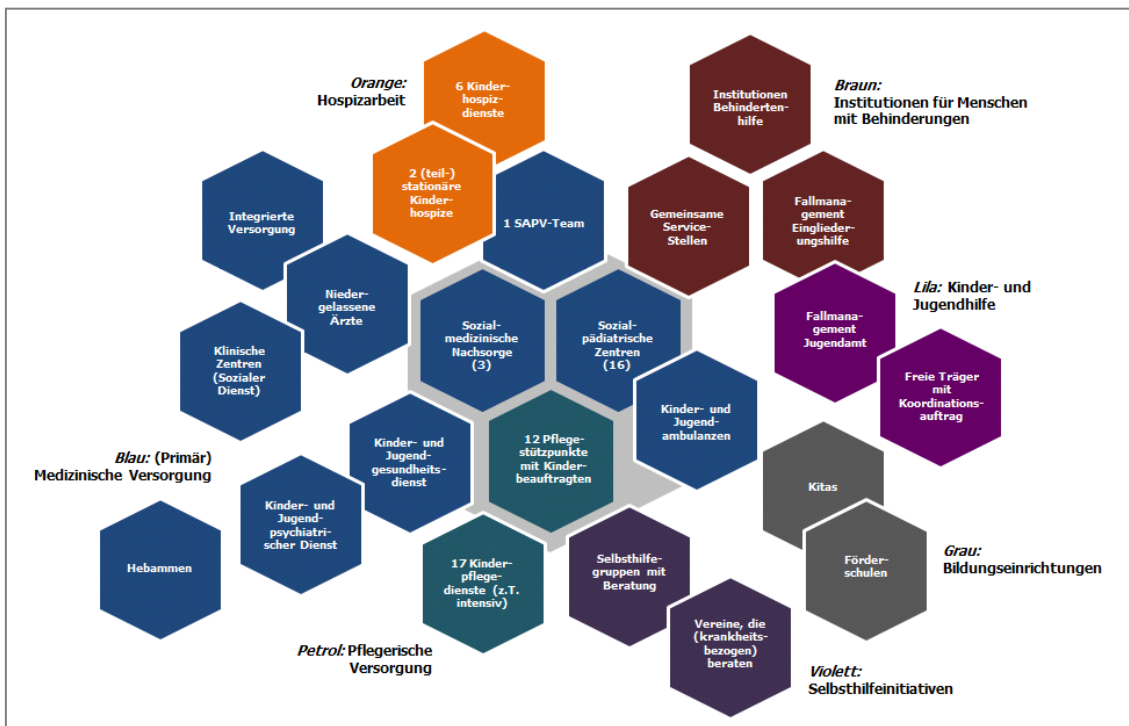 Orange:
Hospizarbeit
6 Kinder-
hospiz-
dienste
Institutionen
Behinderten-
hilfe
Braun:
Institutionen für Menschen
mit Behinderungen
2 (teil-)
stationäre
Kinder-
hospize
Integrierte
Versorgung
1 SAPV-Team
Gemeinsame
Service-
Stellen
Fallmana-
gement
Einglieder-
ungshilfe
Nieder-
gelassene
Ärzte
Lila: Kinder- und
Jugendhilfe
Sozial-
medizinische
Nachsorge
(3)
Sozial-
pädiatrische
Zentren
(16)
Fallmana-
gement
Jugendamt
Klinische
Zentren
(Sozialer
Dienst)
Freie Träger
mit
Koordinations-
auftrag
Kinder- und
Jugend-
ambulanzen
Blau: (Primär)
Medizinische Versorgung
Kinder- und
Jugend-
gesundheits-
dienst
12 Pflege-
stützpunkte
mit Kinder-
beauftragten
Kitas
Kinder- und
Jugend-
psychiatri-
scher Dienst
Hebammen
17 Kinder-
pflege-
dienste (z.T.
intensiv)
Selbsthilfe-
gruppen mit
Beratung
Förder-
schulen
Grau:
Bildungseinrichtungen
Vereine, die
(krankheits-
bezogen)
beraten
Petrol: Pflegerische
Versorgung
Violett:
Selbsthilfeinitiativen